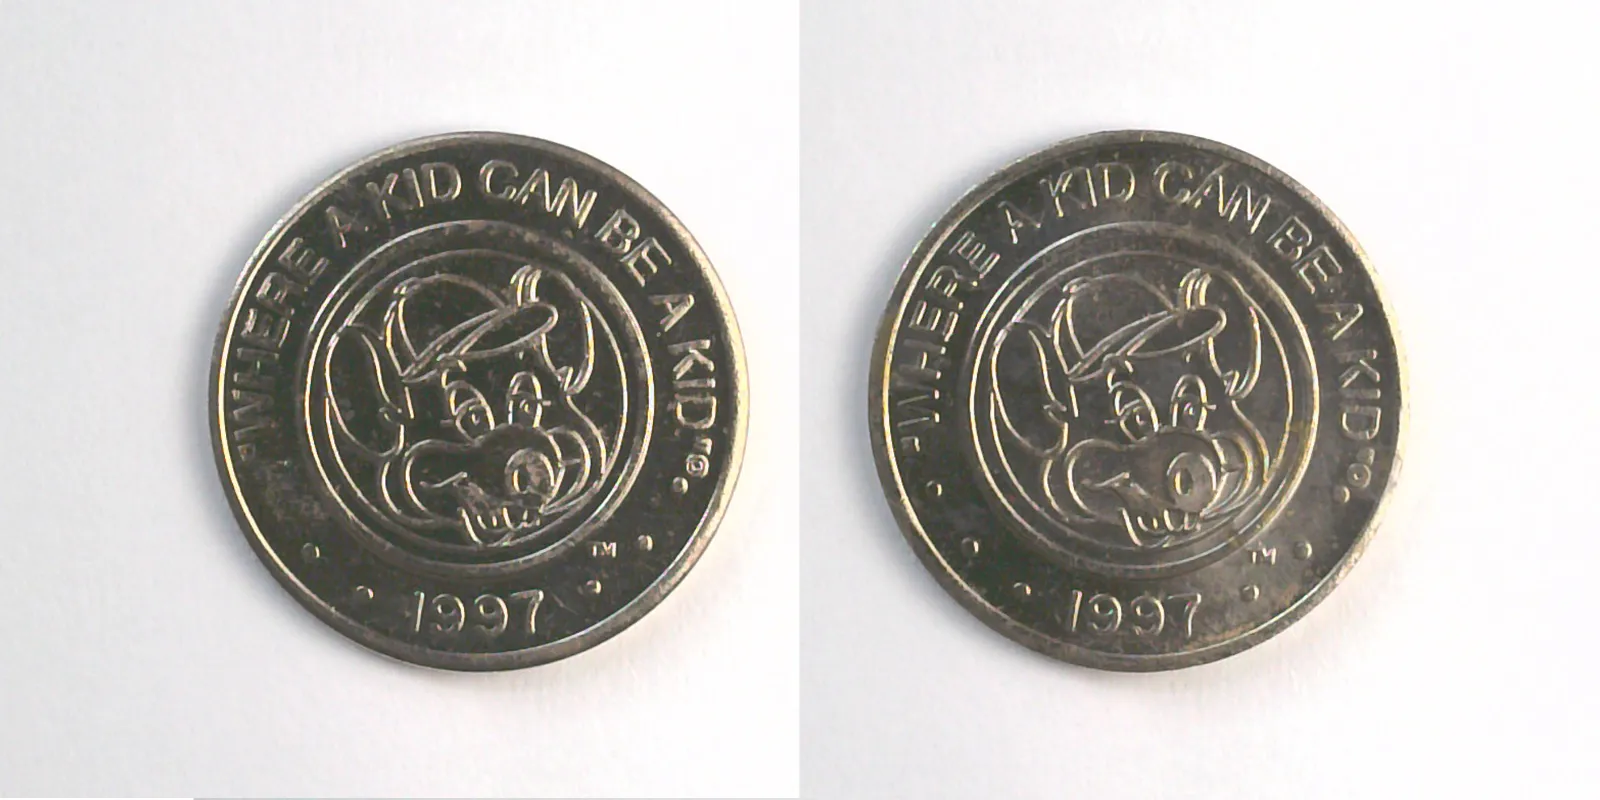 "WHERE A KID CAN BE A KID"®
TM
1997
"WHERE A KID CAN BE A KID"®
TM
1997